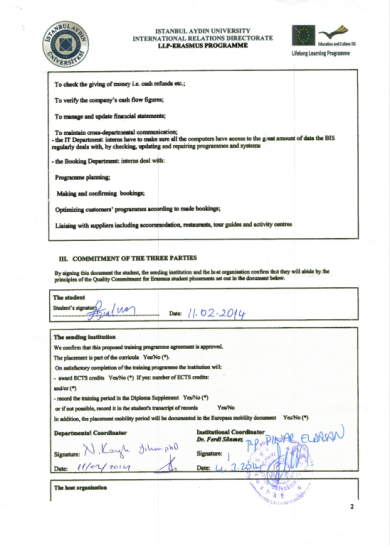 ISTANBUL AYDIN UNIVERSITY
INTERNATIONAL RELATIONS DIRECTORATE
LLP-ERASMUS PROGRAMME
Education and Culture DG
Lifelong Learning Programme
To check the giving of money i.e. cash refunds etc.;
To verify the company's cash flow figures;
To manage and update financial statements;
To maintain cross-departmental communication;
- the IT Department: interns have to make sure all the computers have access to the great amount of data the BIS
regularly deals with, by checking, updating and repairing programmes and systems
- the Booking Department: interns deal with:
Programme planning;
Making and confirming bookings;
Optimizing customers' programmes according to made bookings;
Liaising with suppliers including accommodation, restaurants, tour guides and activity centres
III. COMMITMENT OF THE THREE PARTIES
By signing this document the student, the sending institution and the host organisation confirm that they will abide by the
principles of the Quality Commitment for Erasmus student placements set out in the document below.
The student
Student's signature
Date: 11.02.2014
The sending institution
We confirm that this proposed training programme agreement is approved.
The placement is part of the curricula Yes/No (*).
On satisfactory completion of the training programme the institution will:
- award ECTS credits Yes/No (*) If yes: number of ECTS credits:
and/or (*)
- record the training period in the Diploma Supplement Yes/No (*)
or if not possible, record it in the student's transcript of records Yes/No
In addition, the placement mobility period will be documented in the Europass mobility document Yes/No (*)
Departmental Coordinator
Institutional Coordinator
Dr. Ferdi
P.P. PINAR ELBASAN
Signature: N.
Signature:
Date: 11/02/2014
Date:
The host organisation
2